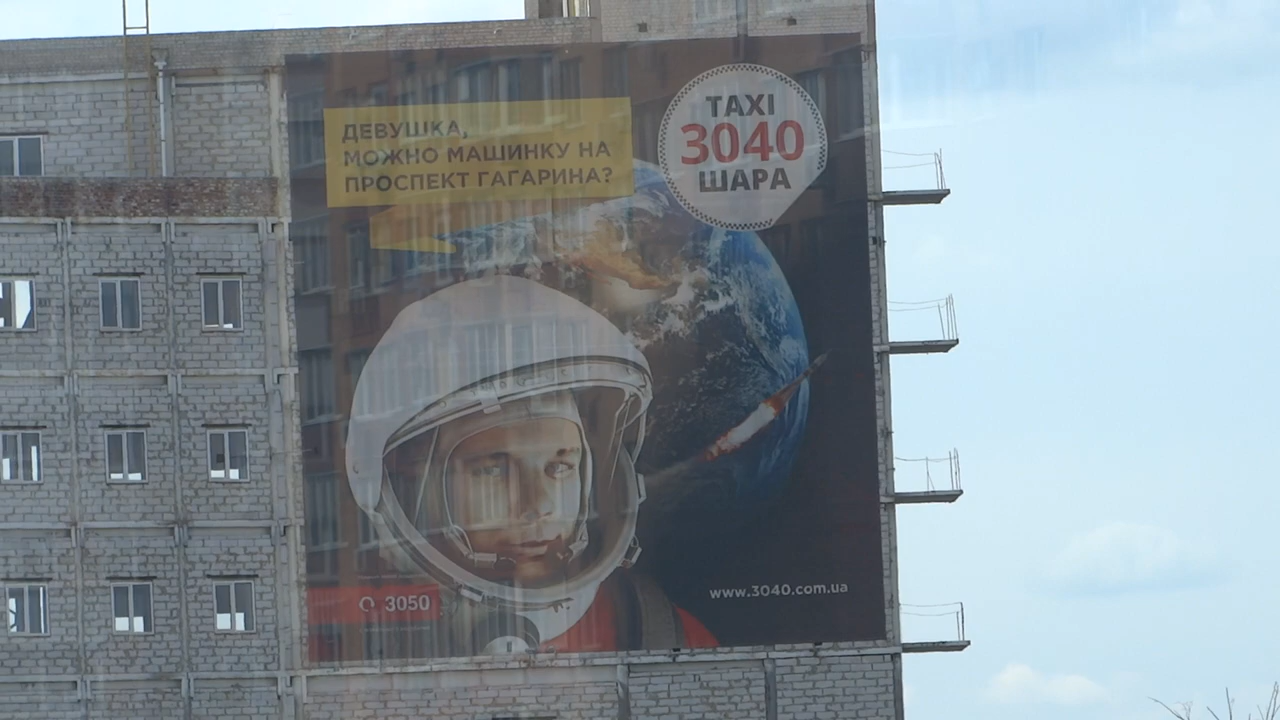 ДЕВУШКА,
МОЖНО МАШИНКУ НА
ПРОСПЕКТ ГАГАРИНА?
TAXI
3040
ШАРА
3050
www.3040.com.ua